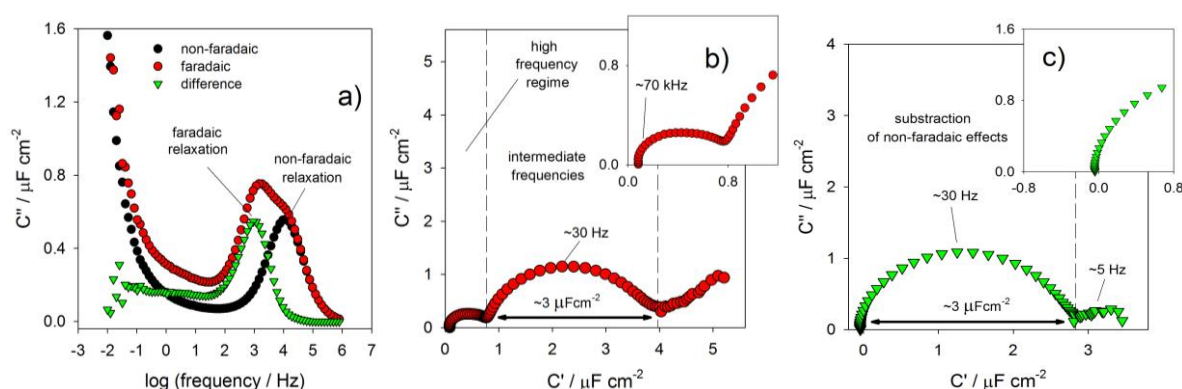 1.6
1.2
0.8
0.4
0.0
-3 -2 -1 0 1 2 3 4 5 6 7
C'' / μF cm-2
log (frequency / Hz)
non-faradaic
faradaic
difference
a)
faradaic
relaxation
non-faradaic
relaxation
5
4
3
2
1
0
0 1 2 3 4 5
C'' / μF cm-2
C' / μF cm-2
high
frequency
regime
intermediate
frequencies
~30 Hz
~3 μFcm-2
b)
1.6
0.8
0.0
0.0 0.8
~70 kHz
4
3
2
1
0
0 1 2 3 4
C'' / μF cm-2
C' / μF cm-2
substraction
of non-faradaic effects
~30 Hz
~5 Hz
~3 μFcm-2
c)
1.6
0.8
0.0
-0.8 0.0 0.8